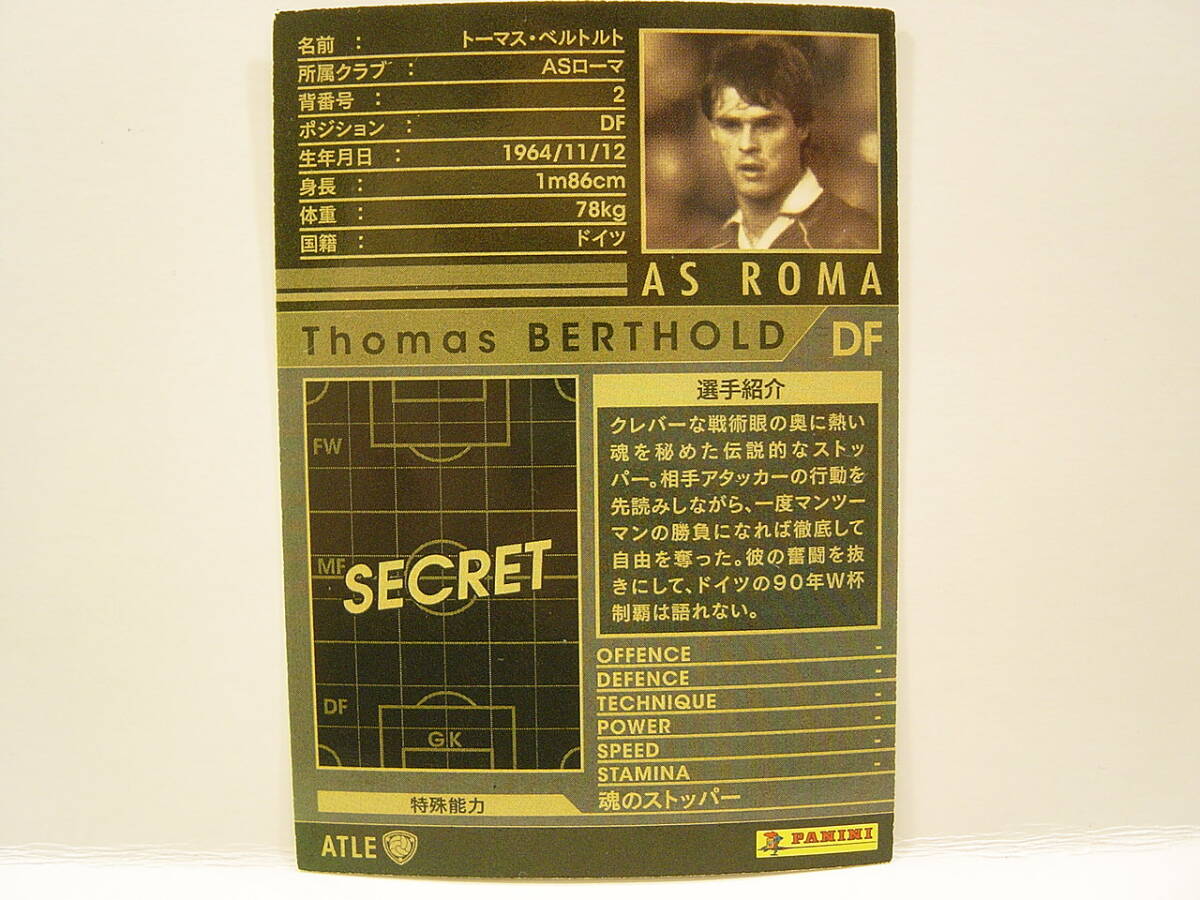 名前 : トーマス・ベルトルト
所属クラブ : ASローマ
背番号 : 2
ポジション : DF
生年月日 : 1964/11/12
身長 : 1m86cm
体重 : 78kg
国籍 : ドイツ
AS ROMA
Thomas BERTHOLD
DF
FW
MF
SECRET
DF
GK
選手紹介
クレバーな戦術眼の奥に熱い
魂を秘めた伝説的なストッ
パー。相手アタッカーの行動を
先読みしながら、一度マンツー
マンの勝負になれば徹底して
自由を奪った。彼の奮闘を抜
きにして、ドイツの90年W杯
制覇は語れない。
OFFENCE -
DEFENCE -
TECHNIQUE -
POWER -
SPEED -
STAMINA -
特殊能力 魂のストッパー
ATLE
PANINI